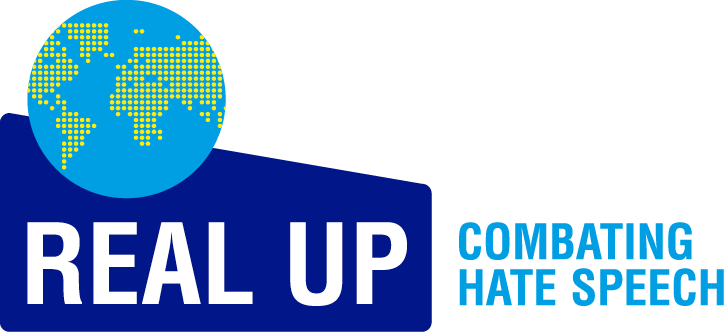 REAL UP
COMBATING
HATE SPEECH